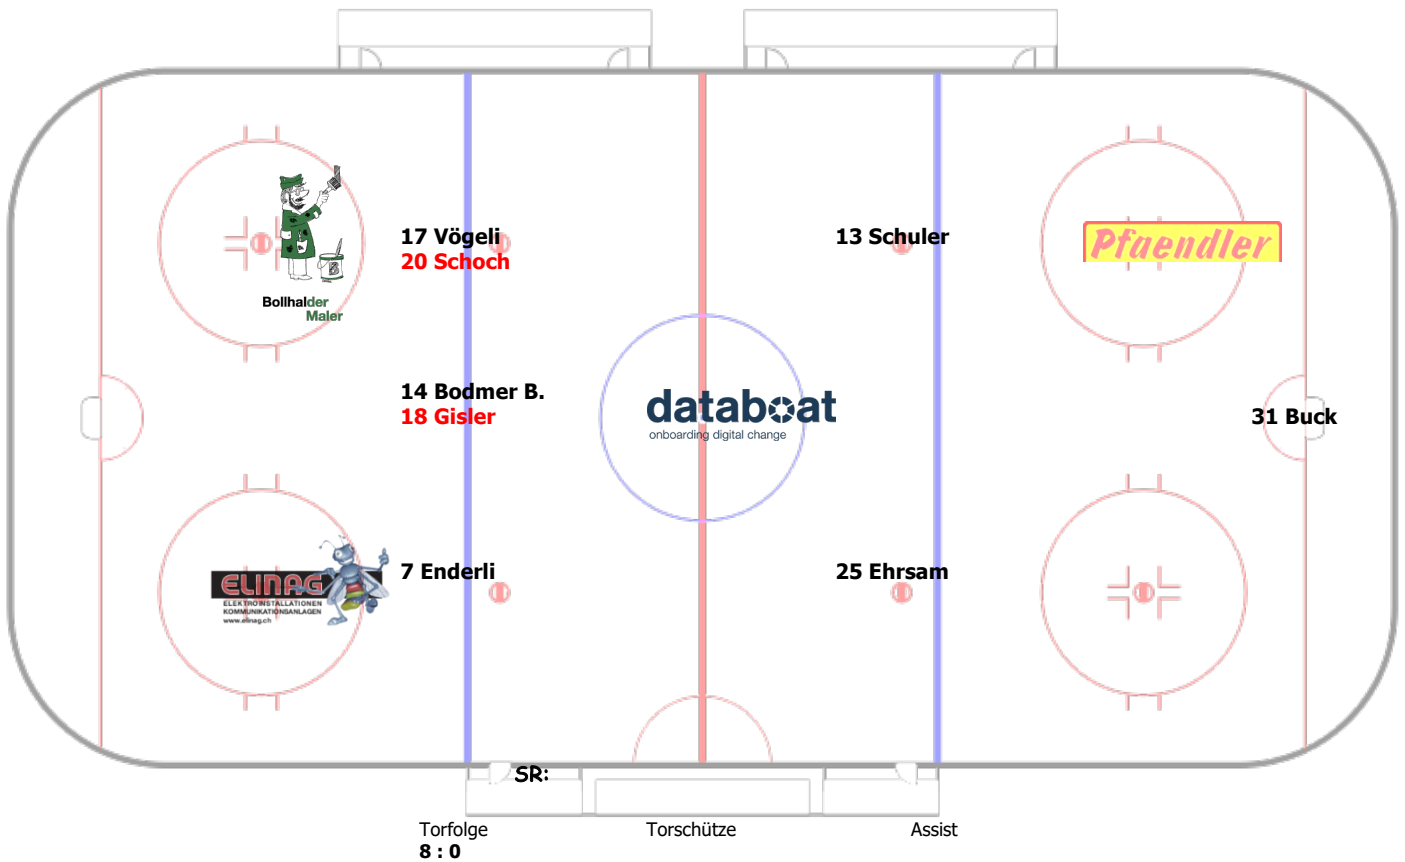 17 Vögeli
20 Schoch
13 Schuler
Pfaendler
Bollhalder
Maler
14 Bodmer B.
18 Gisler
databoat
onboarding digital change
31 Buck
7 Enderli
25 Ehrsam
ELINAG
ELEKTROINSTALLATIONEN
KOMMUNIKATIONSANLAGEN
www.elinag.ch
SR:
Torfolge Torschütze Assist
8 : 0